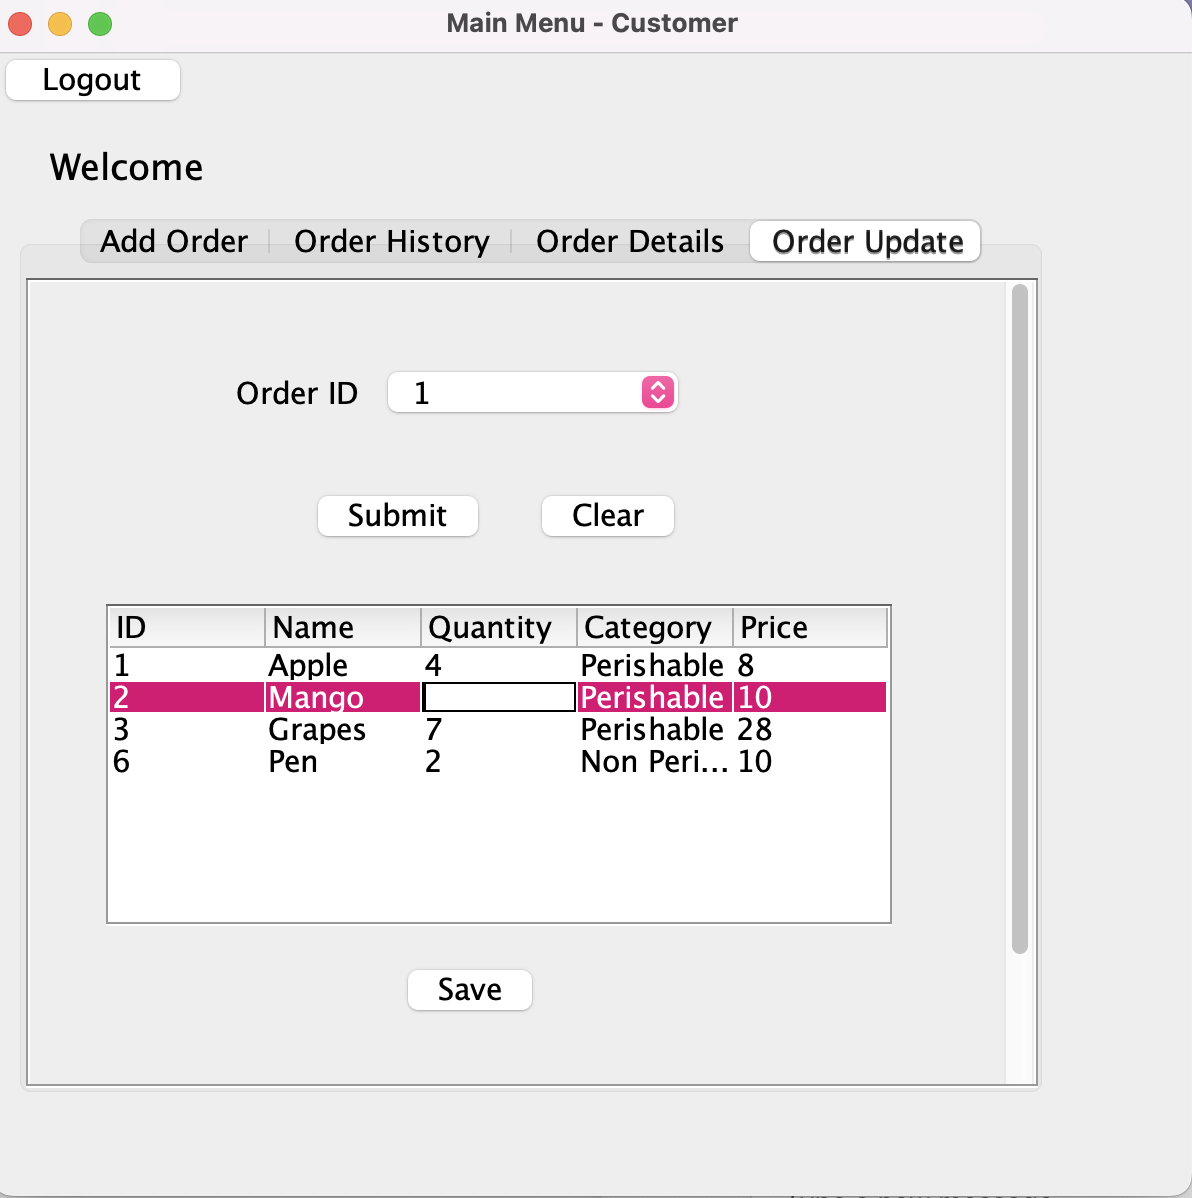 Main Menu - Customer
Logout
Welcome
Add Order Order History Order Details Order Update
Order ID 1
Submit Clear
ID Name Quantity Category Price
1 Apple 4 Perishable 8
2 Mango Perishable 10
3 Grapes 7 Perishable 28
6 Pen 2 Non Peri... 10
Save